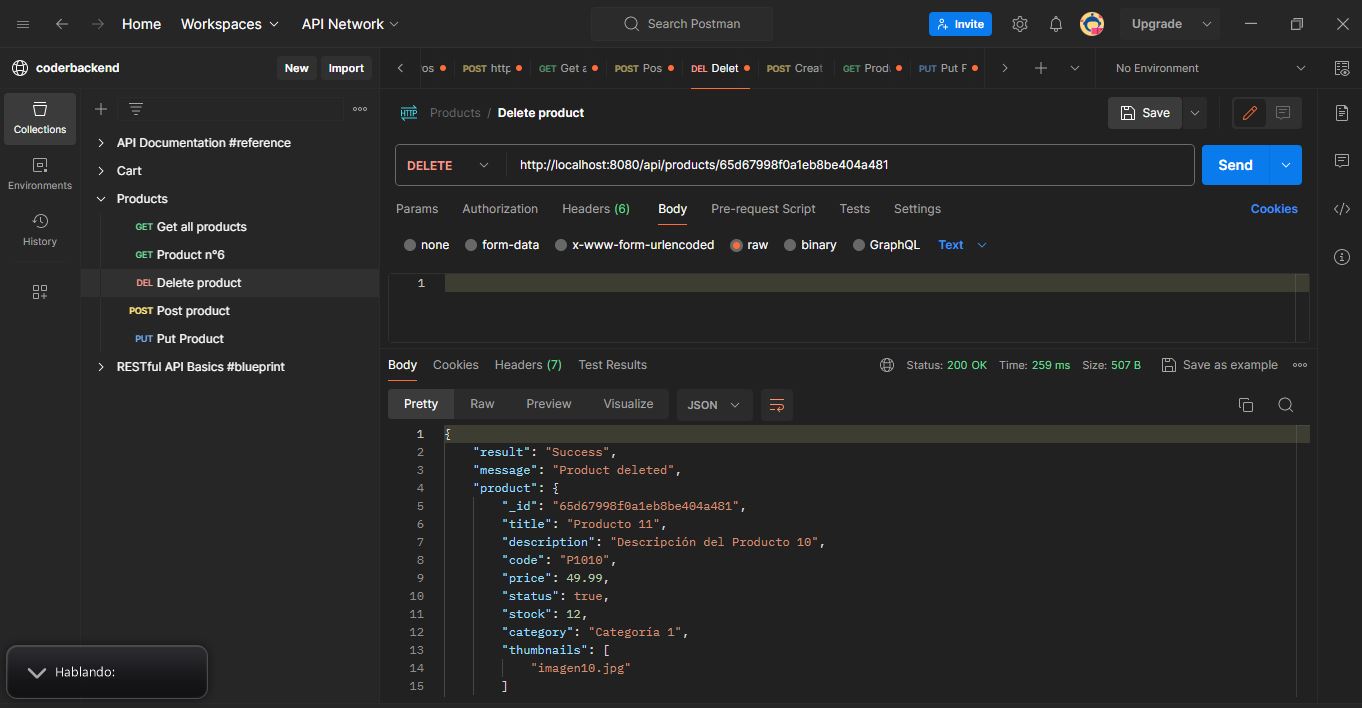 Home Workspaces API Network Search Postman Invite Upgrade
coderbackend New Import
os POST http GET Get a POST Pos DEL Delet POST Creat GET Prod PUT Put F No Environment
Collections
Environments
History
API Documentation #reference
Cart
Products
GET Get all products
GET Product n°6
DEL Delete product
POST Post product
PUT Put Product
RESTful API Basics #blueprint
HTTP Products / Delete product Save
DELETE http://localhost:8080/api/products/65d67998f0a1eb8be404a481 Send
Params Authorization Headers (6) Body Pre-request Script Tests Settings Cookies
none form-data x-www-form-urlencoded raw binary GraphQL Text
1
Body Cookies Headers (7) Test Results Status: 200 OK Time: 259 ms Size: 507 B Save as example
Pretty Raw Preview Visualize JSON
1 {
2 "result": "Success",
3 "message": "Product deleted",
4 "product": {
5 "_id": "65d67998f0a1eb8be404a481",
6 "title": "Producto 11",
7 "description": "Descripción del Producto 10",
8 "code": "P1010",
9 "price": 49.99,
10 "status": true,
11 "stock": 12,
12 "category": "Categoría 1",
13 "thumbnails": [
14 "imagen10.jpg"
15 ]
Hablando: